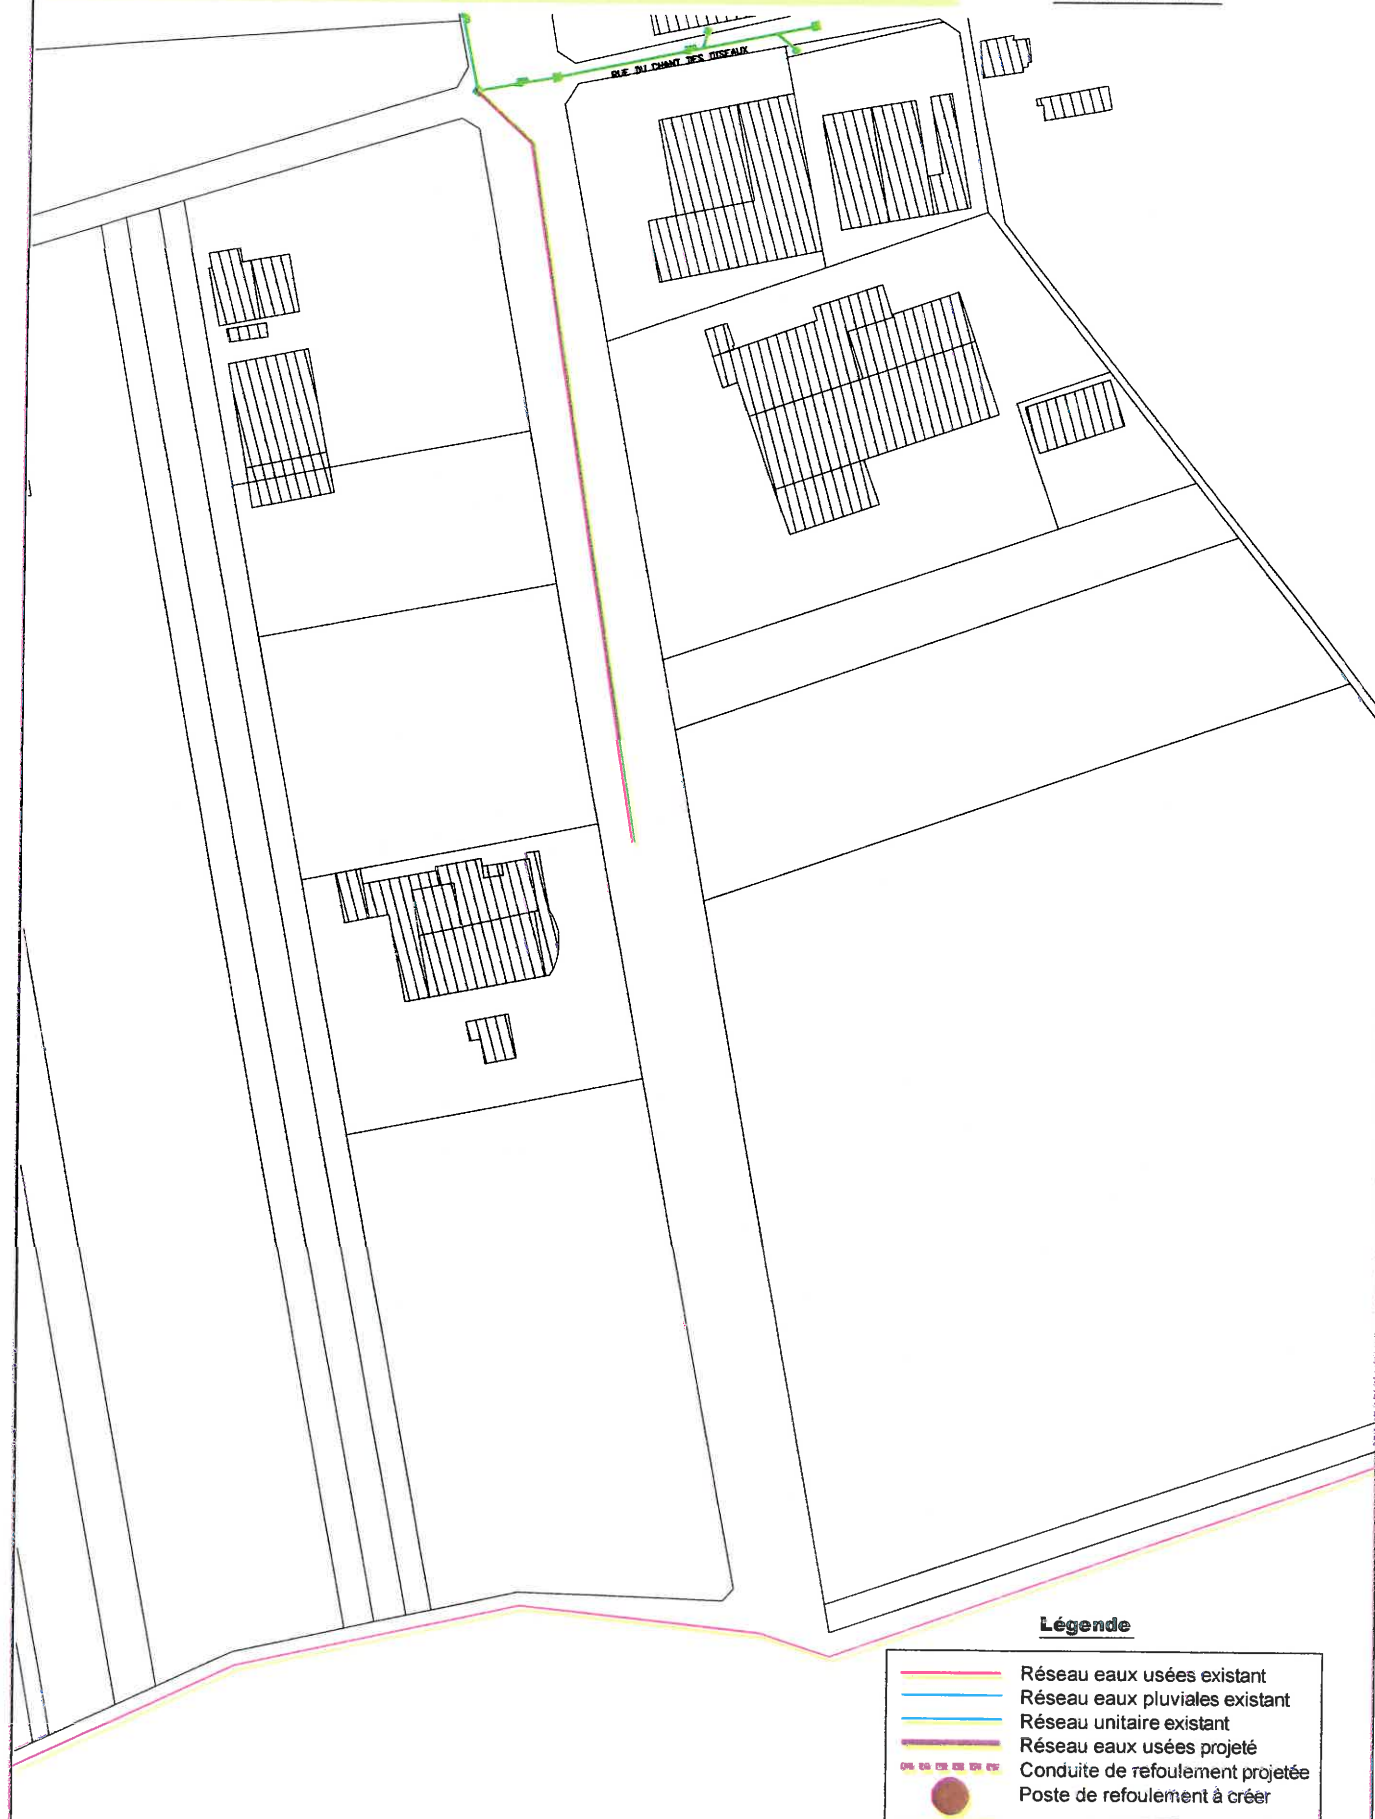 RUE DU CHANT DES OISEAUX
Légende
Réseau eaux usées existant
Réseau eaux pluviales existant
Réseau unitaire existant
Réseau eaux usées projeté
Conduite de refoulement projetée
Poste de refoulement à créer